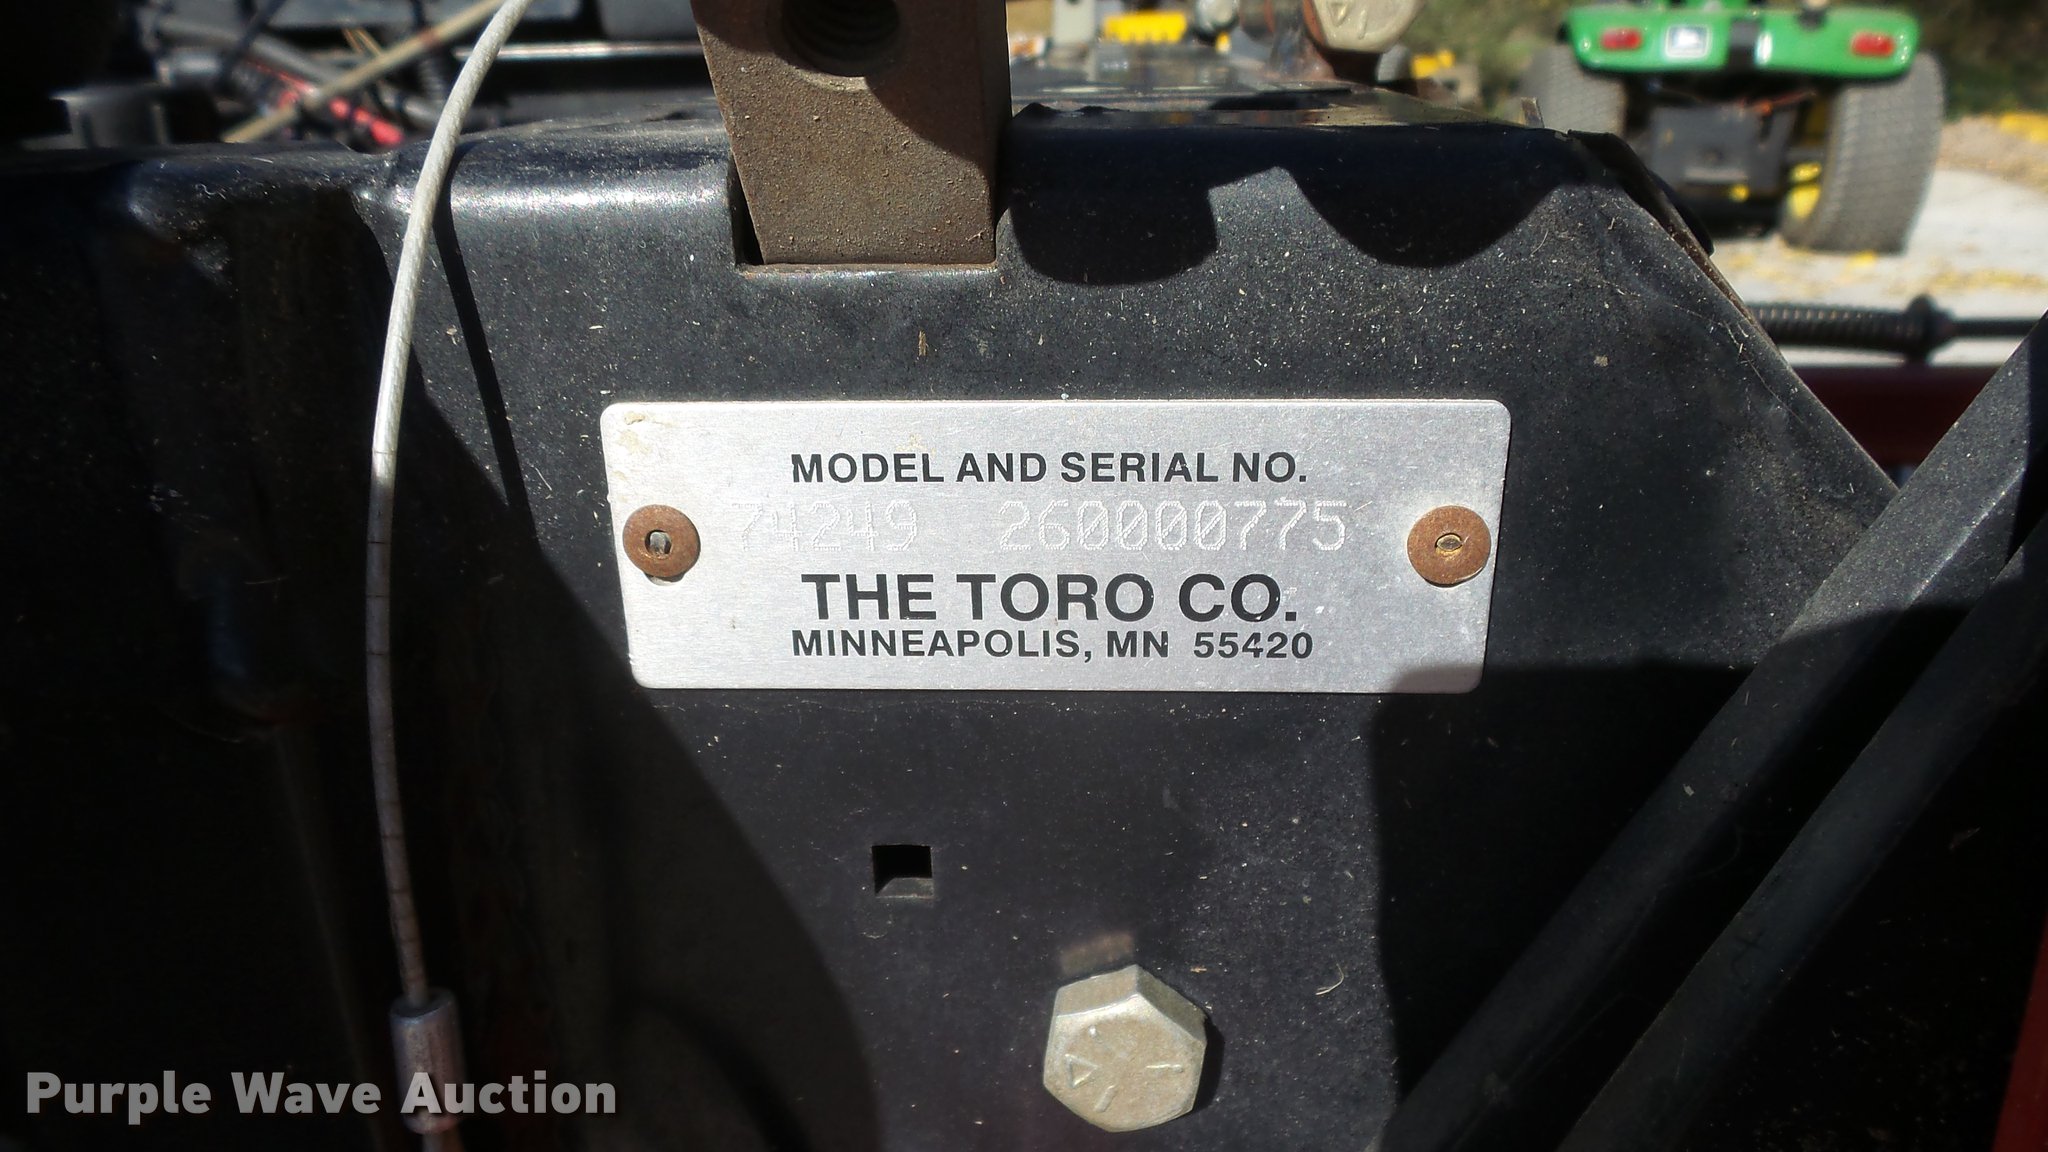 MODEL AND SERIAL NO.
74249 260000775
THE TORO CO.
MINNEAPOLIS, MN 55420
Purple Wave Auction